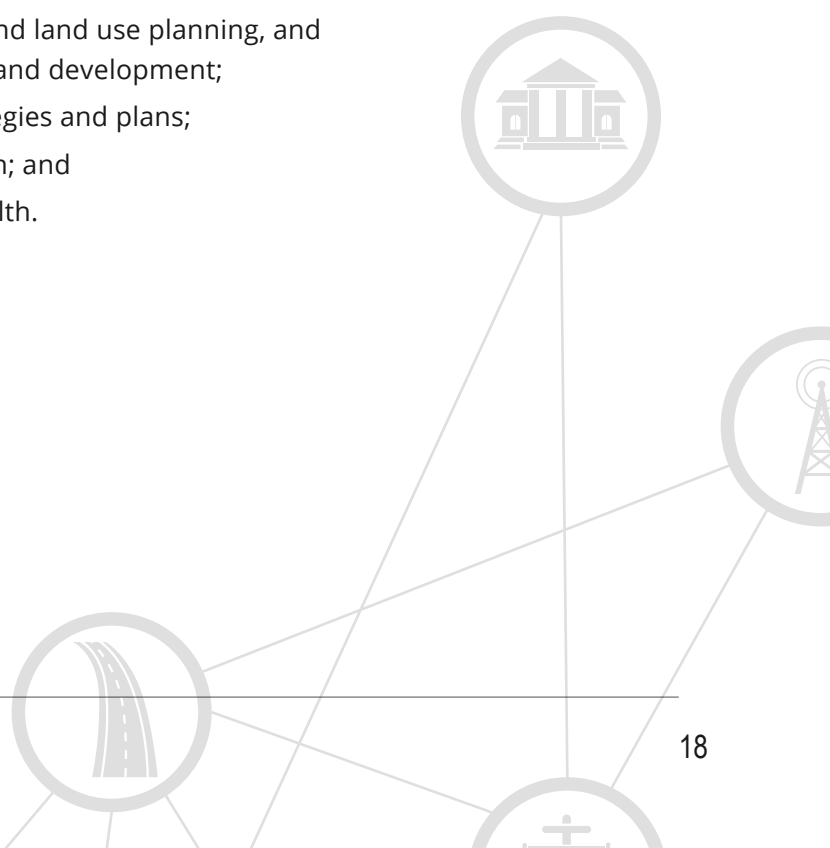 nd land use planning, and
and development;
egies and plans;
n; and
lth.
18